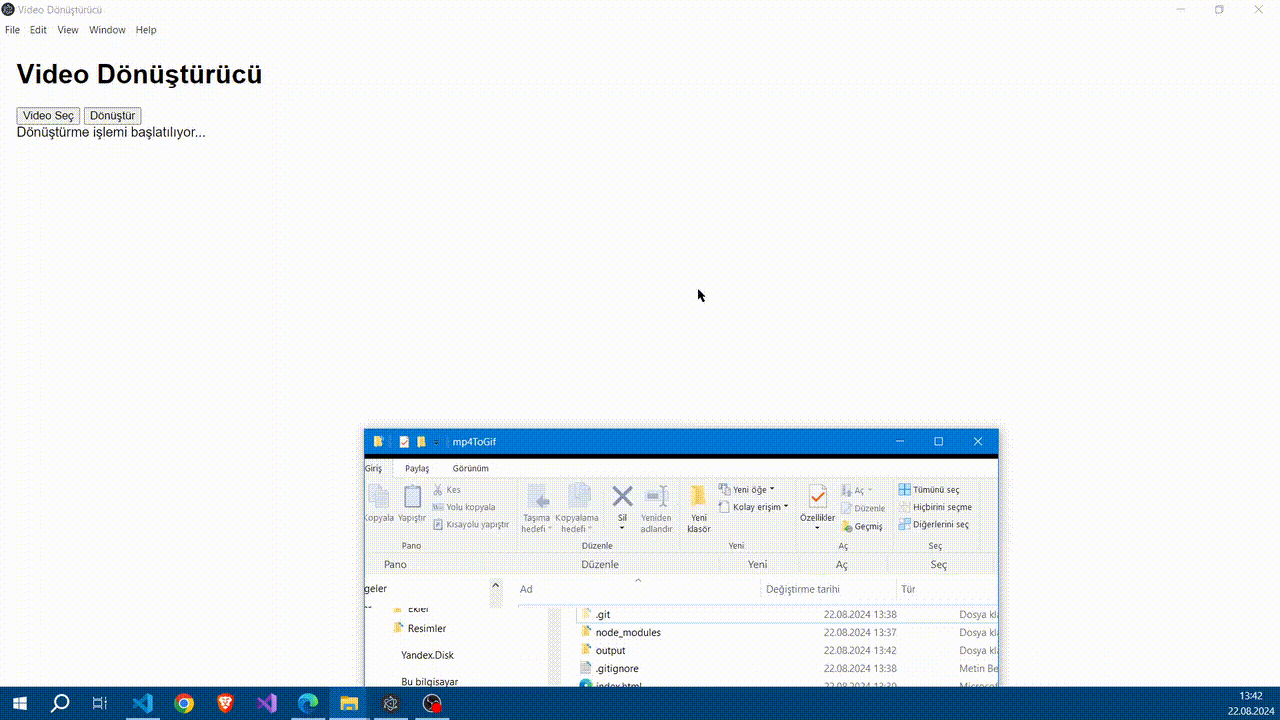 Video Dönüştürücü
File Edit View Window Help
Video Dönüştürücü
Video Seç Dönüştür
Dönüştürme işlemi başlatılıyor...
mp4ToGif
Giriş Paylaş Görünüm
Kopyala Yapıştır
Kes
Yolu kopyala
Kısayolu yapıştır
Taşıma hedefi
Kopyalama hedefi
Sil
Yeniden adlandır
Yeni klasör
Yeni öğe
Kolay erişim
Özellikler
Aç
Düzenle
Geçmiş
Tümünü seç
Hiçbirini seçme
Diğerlerini seç
Pano Düzenle Yeni Aç Seç
Pano Düzenle Yeni Aç Seç
geler
Ekler
Resimler
Yandex.Disk
Bu bilgisayar
Ad Değiştirme tarihi Tür
.git 22.08.2024 13:38 Dosya kla
node_modules 22.08.2024 13:37 Dosya kla
output 22.08.2024 13:42 Dosya kla
.gitignore 22.08.2024 13:38 Metin Be
index.html 22.08.2024 13:39 Microsof
13:42
22.08.2024